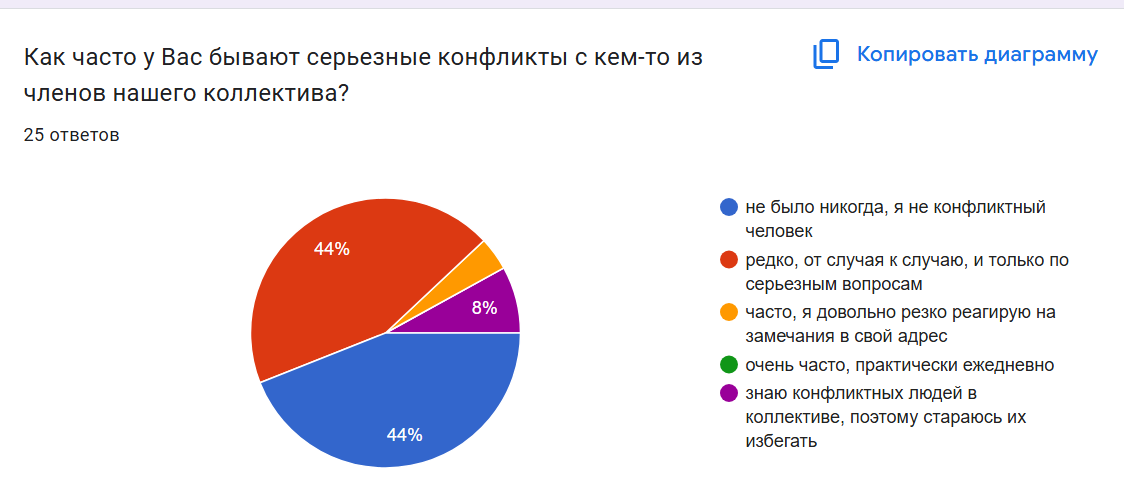 Как часто у Вас бывают серьезные конфликты с кем-то из
членов нашего коллектива?
Копировать диаграмму
25 ответов
44%
8%
44%
не было никогда, я не конфликтный
человек
редко, от случая к случаю, и только по
серьезным вопросам
часто, я довольно резко реагирую на
замечания в свой адрес
очень часто, практически ежедневно
знаю конфликтных людей в
коллективе, поэтому стараюсь их
избегать